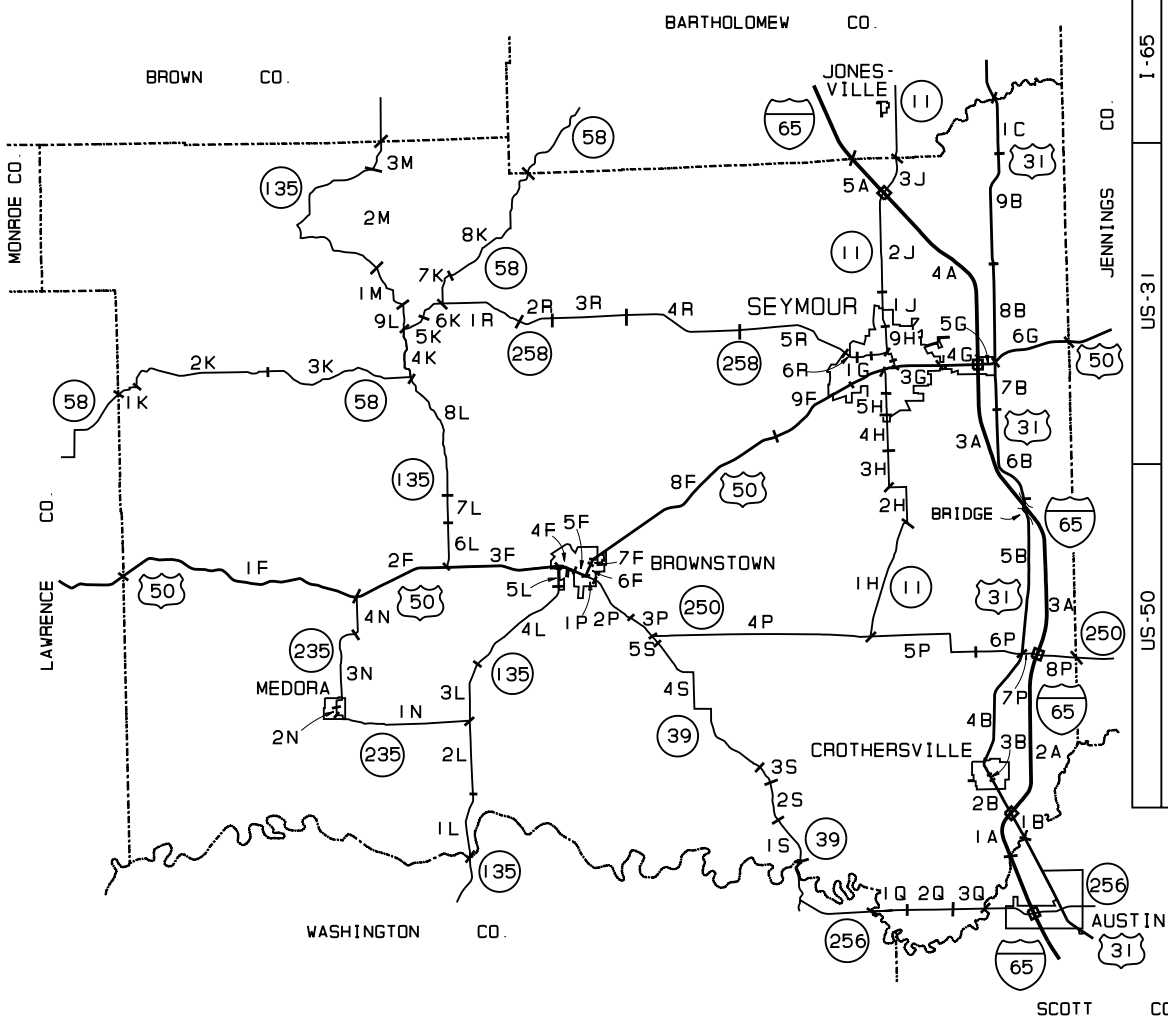 BARTHOLOMEW CO.
BROWN CO.
JONES-
VILLE
11
I-65
65
58
1C
CO.
31
3M
MONROE CO.
135
5A
3J
2M
9B
JENNINGS
8K
11
2J
58
7K
4A
1M
SEYMOUR
1J
8B
US-31
9L
6K
1R
2R
3R
4R
5G
6G
5K
5R
9H
4K
258
258
4G
50
2K
3K
6R
1G
3G
58
1K
58
9F
5H
7B
8L
4H
31
3A
135
3H
6B
8F
50
2H
CO.
7L
BRIDGE
65
4F
5F
6L
3F
7F
BROWNSTOWN
5B
1F
2F
50
50
5L
6F
1H
11
31
3A
4N
1P
2P
3P
250
4P
US-50
250
4L
5S
5P
6P
8P
235
LAWRENCE
3N
135
4S
7P
MEDORA
3L
65
1N
4B
2N
39
CROTHERSVILLE
3B
2A
235
2L
3S
2S
2B
1L
1S
39
1A
1B
135
256
1Q
2Q
3Q
AUSTIN
WASHINGTON CO.
256
31
65
SCOTT CO